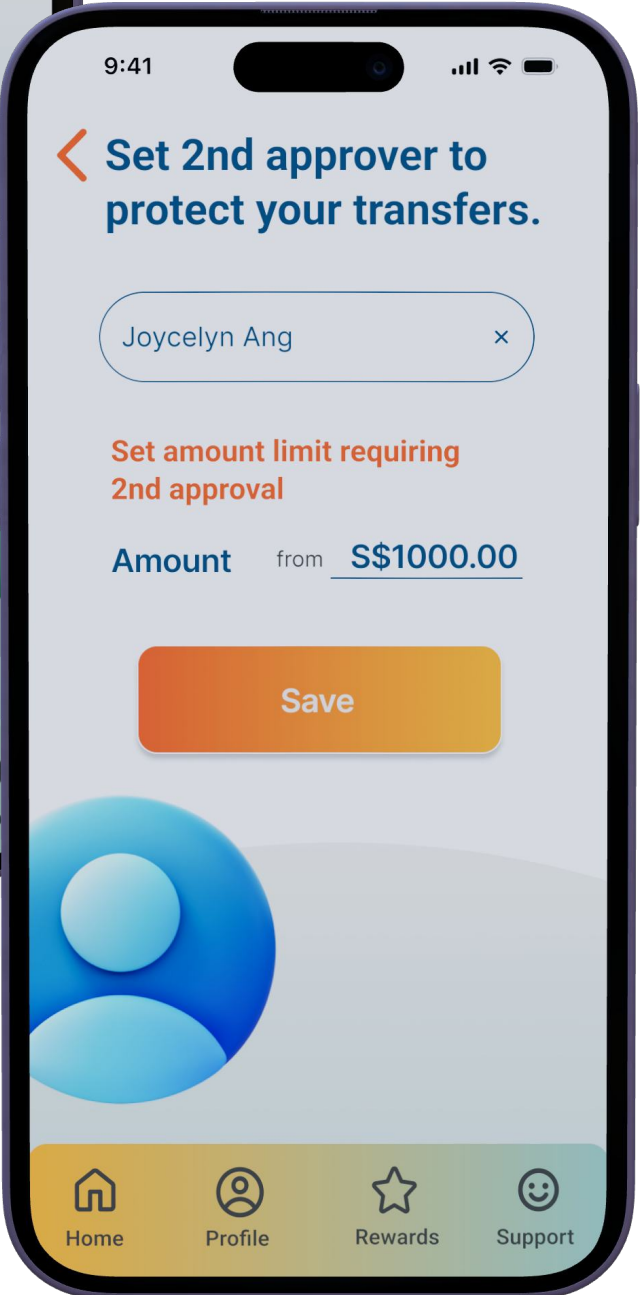 9:41
Set 2nd approver to
protect your transfers.
Joycelyn Ang ×
Set amount limit requiring
2nd approval
Amount from S$1000.00
Save
Home Profile Rewards Support